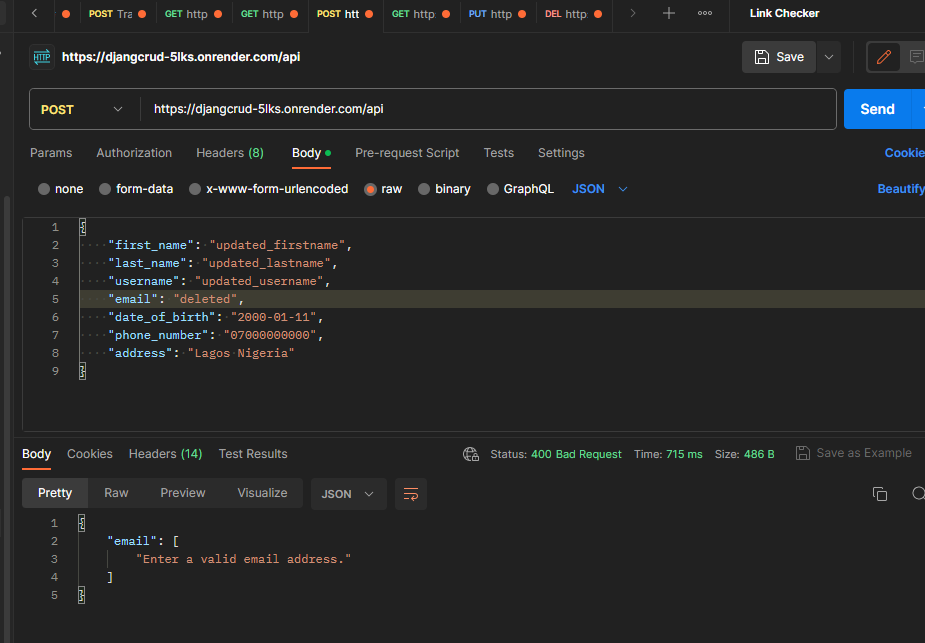 POST Tra GET http GET http POST htt GET http PUT http DEL http Link Checker
HTTP https://djangcrud-5lks.onrender.com/api Save
POST https://djangcrud-5lks.onrender.com/api Send
Params Authorization Headers (8) Body Pre-request Script Tests Settings Cookie
none form-data x-www-form-urlencoded raw binary GraphQL JSON Beautify
1 {
2 "first_name": "updated_firstname",
3 "last_name": "updated_lastname",
4 "username": "updated_username",
5 "email": "deleted",
6 "date_of_birth": "2000-01-11",
7 "phone_number": "07000000000",
8 "address": "Lagos Nigeria"
9 }
Body Cookies Headers (14) Test Results Status: 400 Bad Request Time: 715 ms Size: 486 B Save as Example
Pretty Raw Preview Visualize JSON
1 {
2 "email": [
3 "Enter a valid email address."
4 ]
5 }